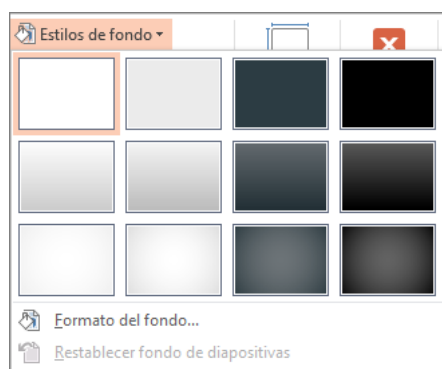 Estilos de fondo
Formato del fondo...
Restablecer fondo de diapositivas